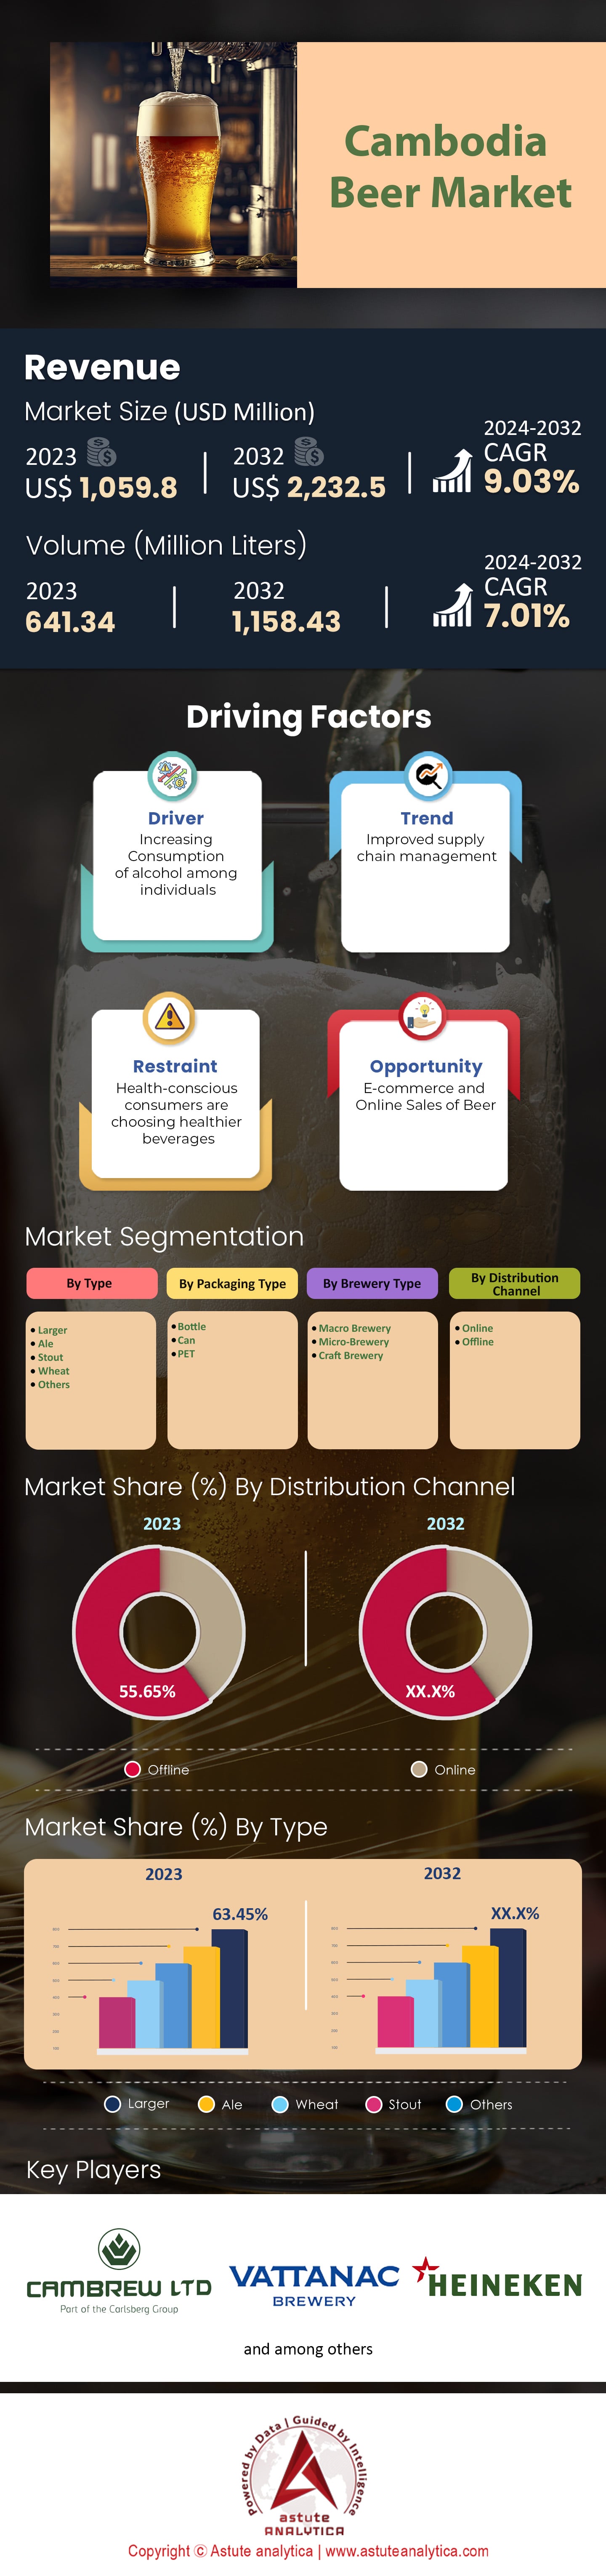 Cambodia
Beer Market
Revenue
Market Size (USD Million)
2023
US$ 1,059.8
2032
US$ 2,232.5
2024-2032
CAGR
9.03%
Volume (Million Liters)
2023
641.34
2032
1,158.43
2024-2032
CAGR
7.01%
Driving Factors
Driver
Increasing
Consumption
of alcohol among
individuals
Trend
Improved supply
chain management
Restraint
Health-conscious
consumers are
choosing healthier
beverages
Opportunity
E-commerce and
Online Sales of Beer
Market Segmentation
By Type
• Larger
• Ale
• Stout
• Wheat
• Others
By Packaging Type
• Bottle
• Can
• PET
By Brewery Type
• Macro Brewery
• Micro-Brewery
• Craft Brewery
By Distribution
Channel
• Online
• Offline
Market Share (%) By Distribution Channel
2023
55.65%
2032
XX.X%
Offline
Online
Market Share (%) By Type
2023
63.45%
2032
XX.X%
Larger
Ale
Wheat
Stout
Others
Key Players
CAMBREW LTD
Part of the Carlsberg Group
VATTANAC
BREWERY
HEINEKEN
and among others
Powered by Data | Guided by Intelligence
astute
ANALYTICA
Copyright © Astute analytica | www.astuteanalytica.com